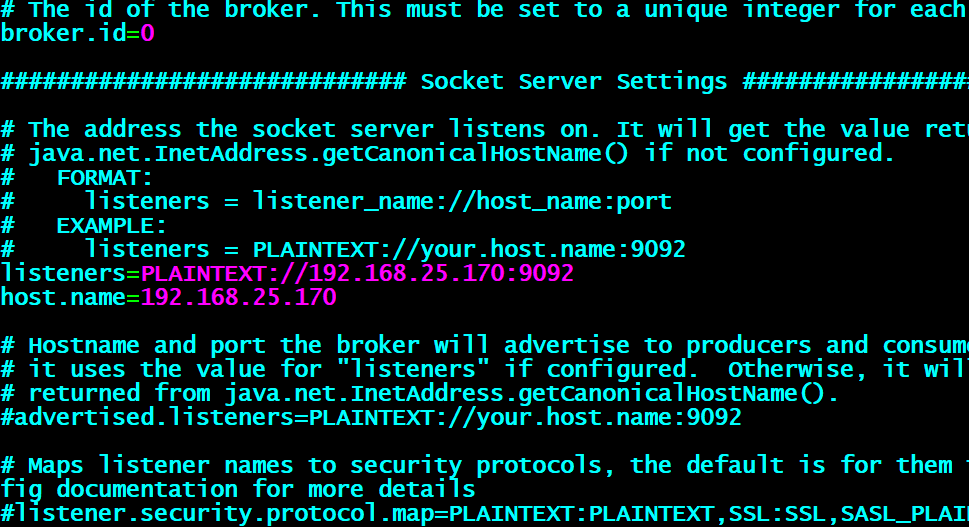 # The id of the broker. This must be set to a unique integer for each
broker.id=0
############################# Socket Server Settings ################
# The address the socket server listens on. It will get the value
# java.net.InetAddress.getCanonicalHostName() if not configured.
#   FORMAT:
#     listeners = listener_name://host_name:port
#   EXAMPLE:
#     listeners = PLAINTEXT://your.host.name:9092
listeners=PLAINTEXT://192.168.25.170:9092
host.name=192.168.25.170
# Hostname and port the broker will advertise to producers and
# it uses the value for "listeners" if configured.  Otherwise, it
# returned from java.net.InetAddress.getCanonicalHostName().
#advertised.listeners=PLAINTEXT://your.host.name:9092
# Maps listener names to security protocols, the default is for them
fig documentation for more details
#listener.security.protocol.map=PLAINTEXT:PLAINTEXT,SSL:SSL,SASL_PLAI